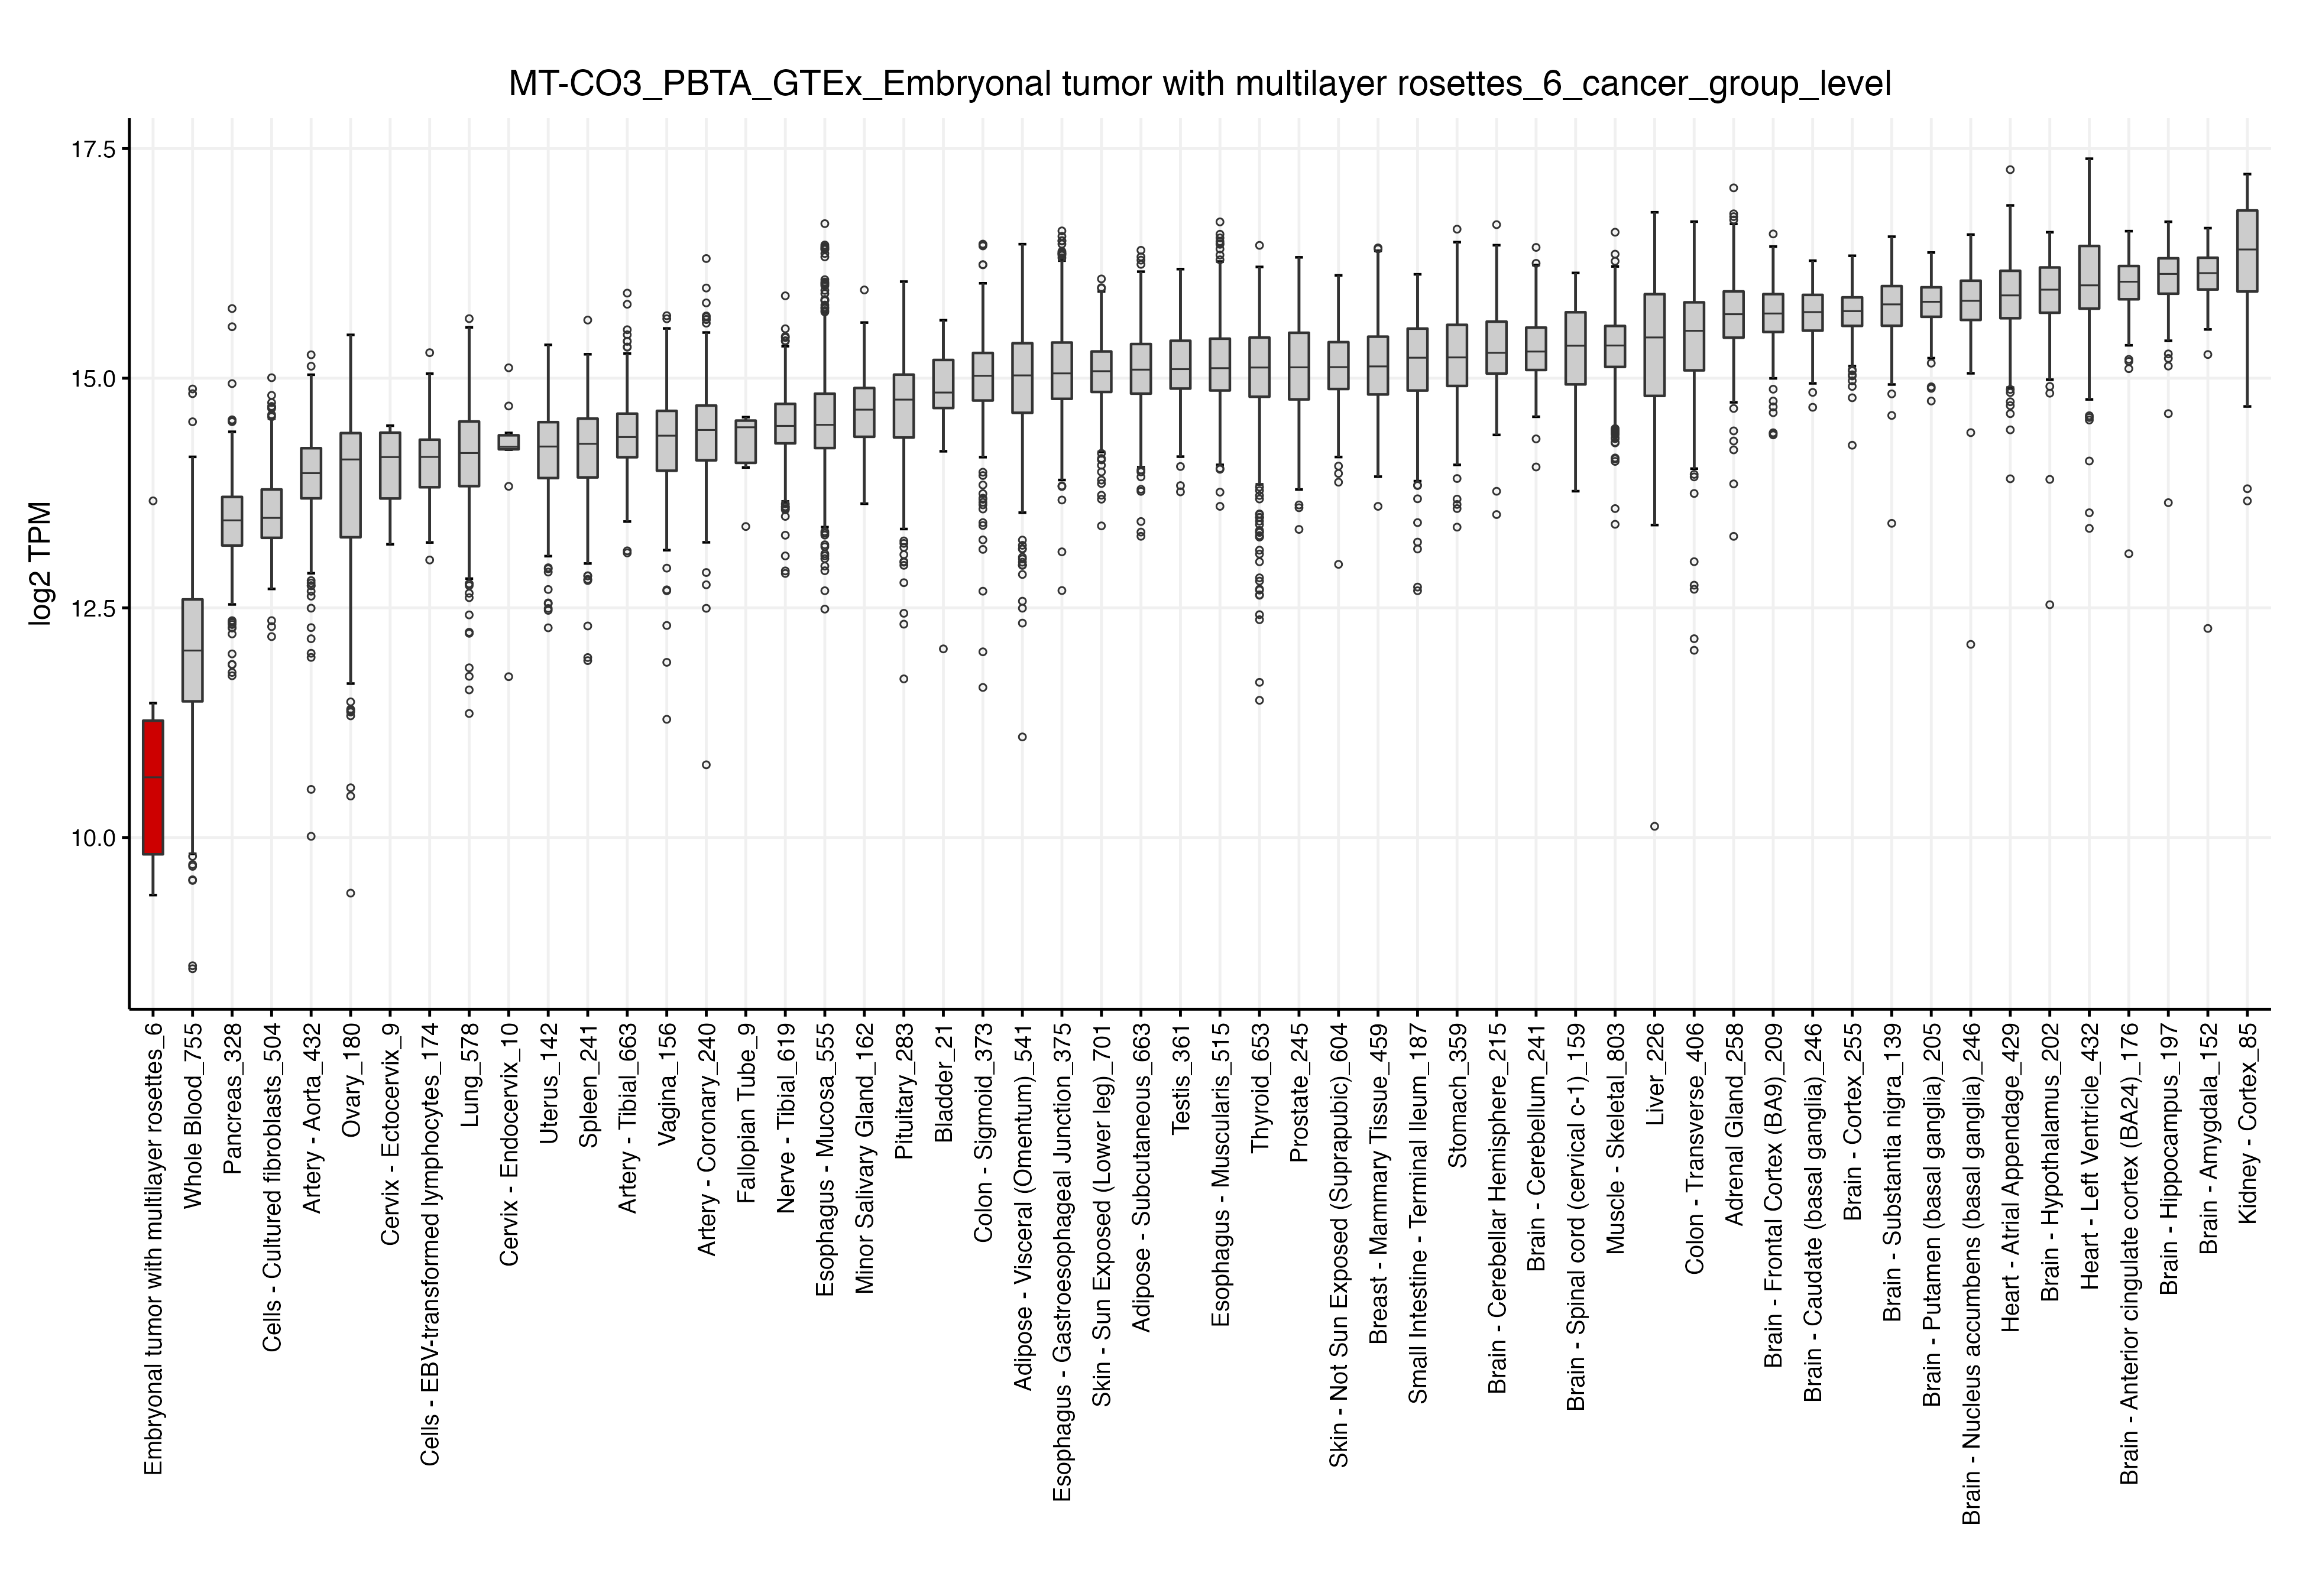 MT-CO3_PBTA_GTEx_Embryonal tumor with multilayer rosettes_6_cancer_group_level
log2 TPM
17.5
15.0
12.5
10.0
Embryonal tumor with multilayer rosettes_6
Whole Blood_755
Pancreas_328
Cells - Cultured fibroblasts_504
Artery - Aorta_432
Ovary_180
Cervix - Ectocervix_9
Cells - EBV-transformed lymphocytes_174
Lung_578
Cervix - Endocervix_10
Uterus_142
Spleen_241
Artery - Tibial_663
Vagina_156
Artery - Coronary_240
Fallopian Tube_9
Nerve - Tibial_619
Esophagus - Mucosa_555
Minor Salivary Gland_162
Pituitary_283
Bladder_21
Colon - Sigmoid_373
Adipose - Visceral (Omentum)_541
Esophagus - Gastroesophageal Junction_375
Skin - Sun Exposed (Lower leg)_701
Adipose - Subcutaneous_663
Testis_361
Esophagus - Muscularis_515
Thyroid_653
Prostate_245
Skin - Not Sun Exposed (Suprapubic)_604
Breast - Mammary Tissue_459
Small Intestine - Terminal Ileum_187
Stomach_359
Brain - Cerebellar Hemisphere_215
Brain - Cerebellum_241
Brain - Spinal cord (cervical c-1)_159
Muscle - Skeletal_803
Liver_226
Colon - Transverse_406
Adrenal Gland_258
Brain - Frontal Cortex (BA9)_209
Brain - Caudate (basal ganglia)_246
Brain - Cortex_255
Brain - Substantia nigra_139
Brain - Putamen (basal ganglia)_205
Brain - Nucleus accumbens (basal ganglia)_246
Heart - Atrial Appendage_429
Brain - Hypothalamus_202
Heart - Left Ventricle_432
Brain - Anterior cingulate cortex (BA24)_176
Brain - Hippocampus_197
Brain - Amygdala_152
Kidney - Cortex_85